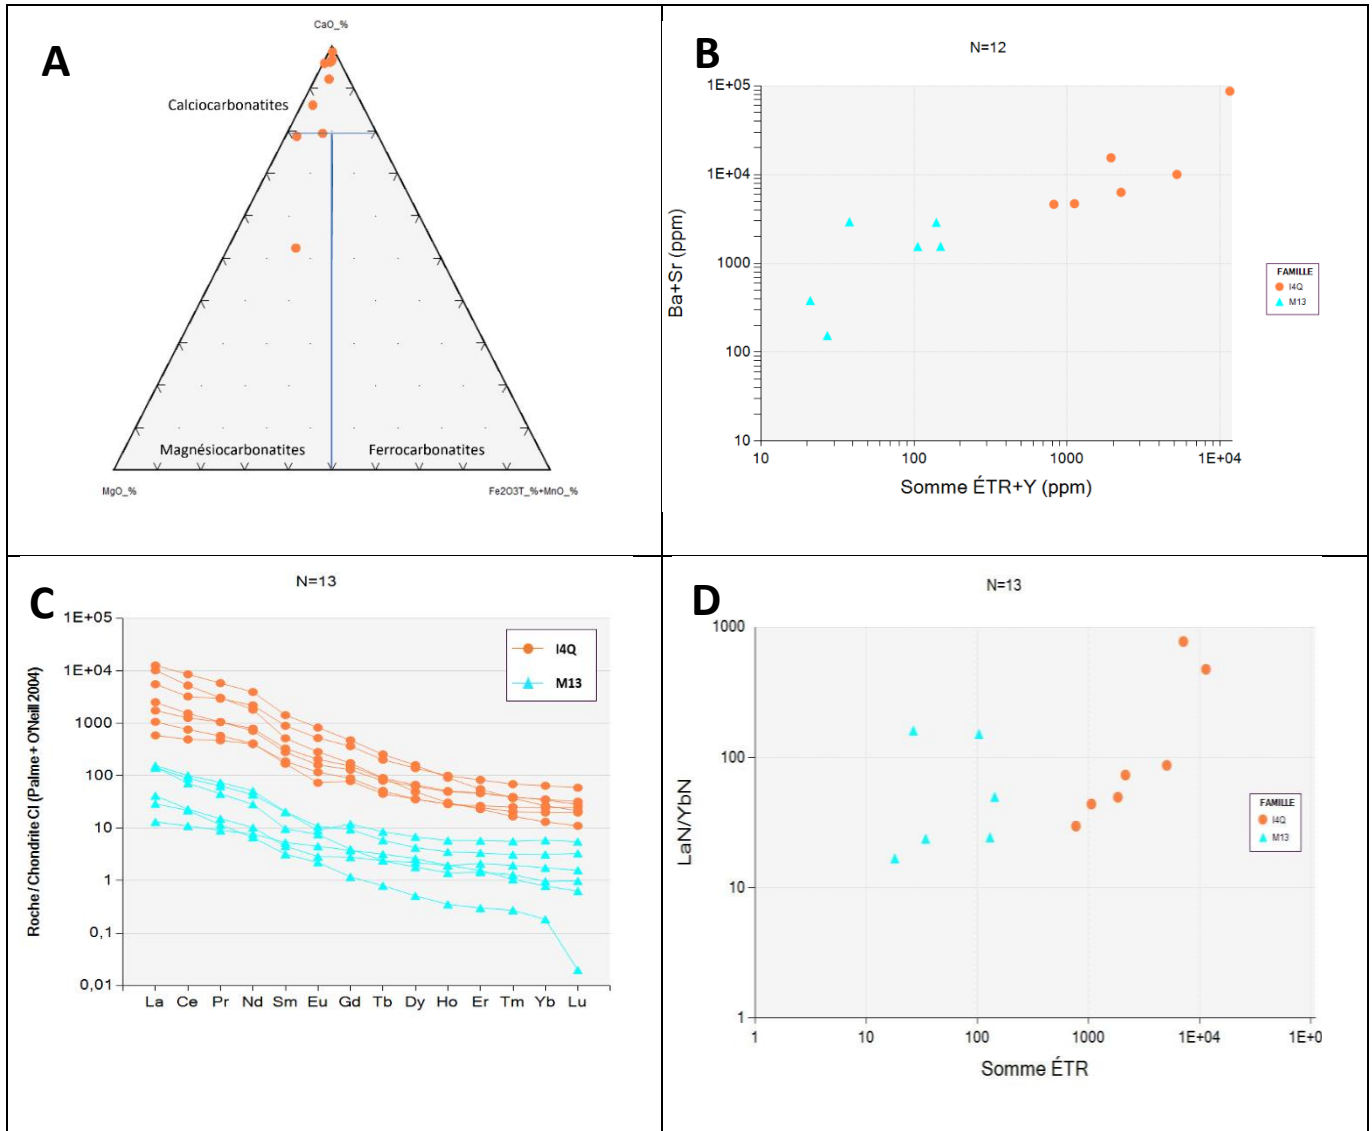 A
CaO_%
Calciocarbonatites
Magnésiocarbonatites
Ferrocarbonatites
MgO_%
Fe2O3T_%+MnO_%
B
N=12
1E+05
1E+04
1000
100
10
10
100
1000
1E+04
Ba+Sr (ppm)
Somme ÉTR+Y (ppm)
FAMILLE
I4Q
M13
C
N=13
1E+05
1E+04
1000
100
10
1
0,1
0,01
Roche/Chondrite CI (Palme + O'Neill 2004)
La Ce Pr Nd Sm Eu Gd Tb Dy Ho Er Tm Yb Lu
I4Q
M13
D
N=13
1000
100
10
1
1
10
100
1000
1E+04
1E+0
LaN/YbN
Somme ÉTR
FAMILLE
I4Q
M13